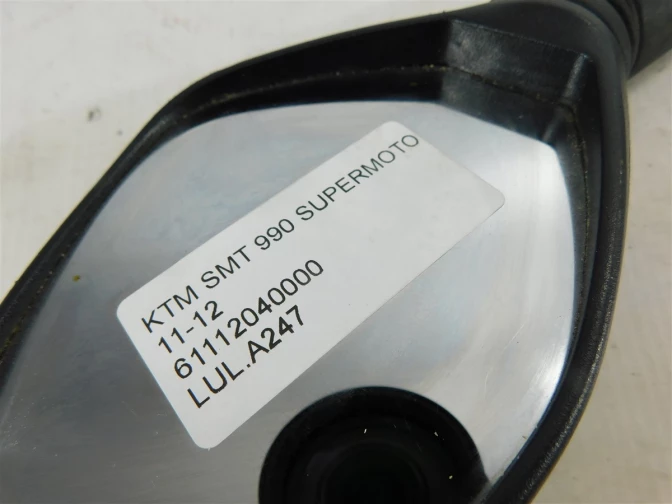 KTM SMT 990 SUPERMOTO
11-12
61112040000
LUL.A247